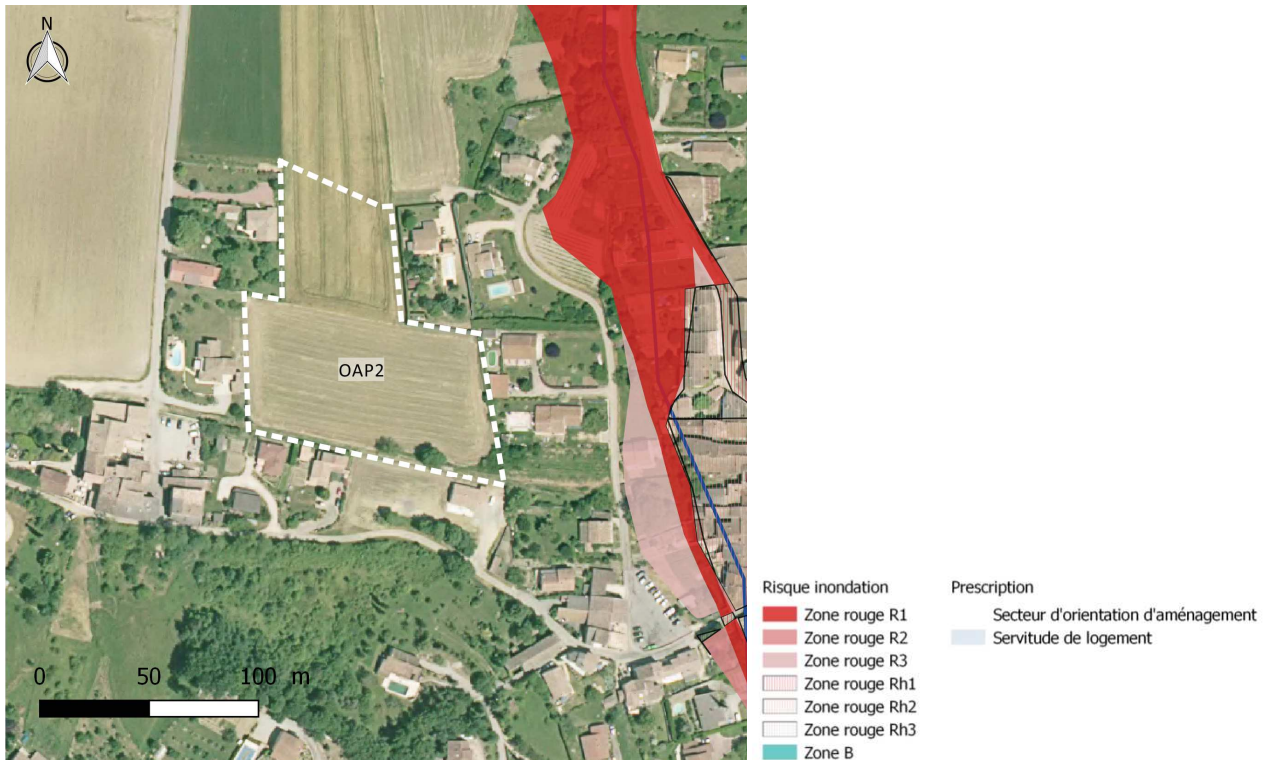 N
OAP2
0 50 100 m
Risque inondation
Zone rouge R1
Zone rouge R2
Zone rouge R3
Zone rouge Rh1
Zone rouge Rh2
Zone rouge Rh3
Zone B
Prescription
Secteur d'orientation d'aménagement
Servitude de logement